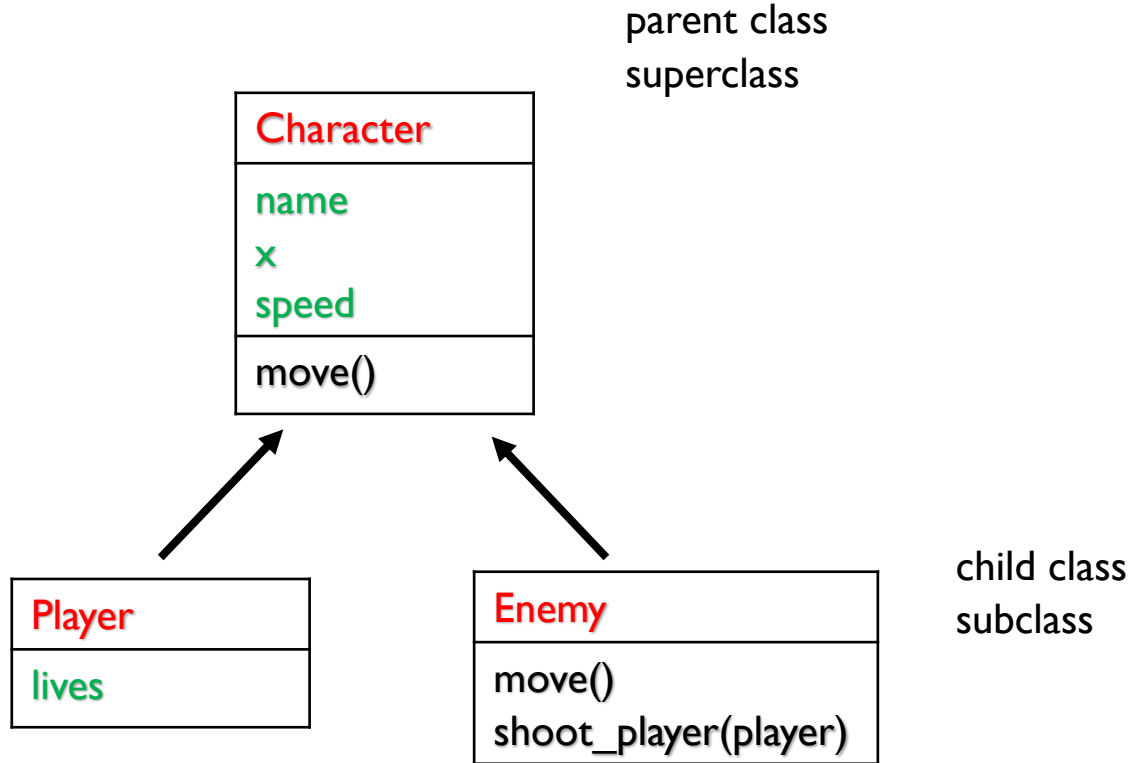 parent class
superclass
Character
name
x
speed
move()
Player
lives
Enemy
move()
shoot_player(player)
child class
subclass